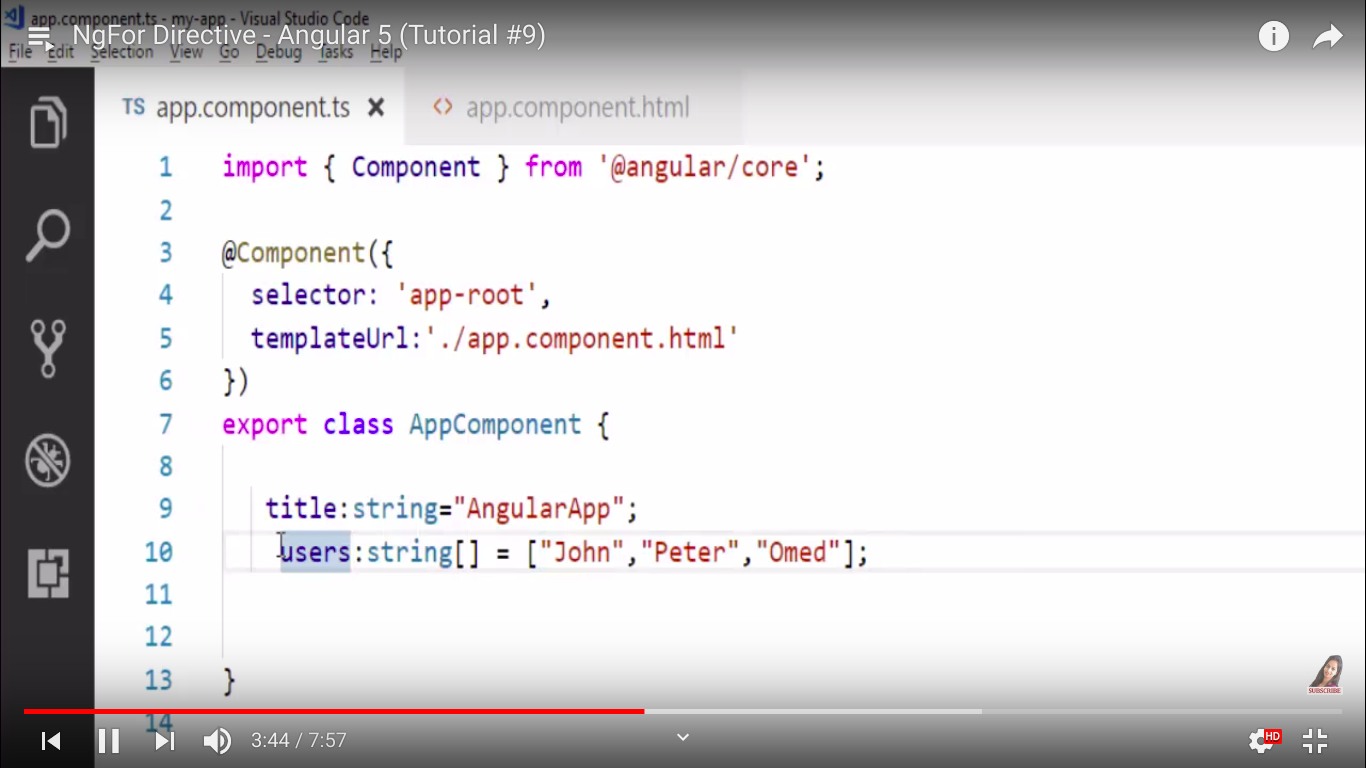 app.component.ts - my-app - Visual Studio Code
NgFor Directive - Angular 5 (Tutorial #9)
File Edit Selection View Go Debug Tasks Help
TS app.component.ts × <> app.component.html
1 import { Component } from '@angular/core';
2
3 @Component({
4 selector: 'app-root',
5 templateUrl:'./app.component.html'
6 })
7 export class AppComponent {
8
9 title:string="AngularApp";
10 users:string[] = ["John","Peter","Omed"];
11
12
13 }
14
SUBSCRIBE
3:44 / 7:57
HD